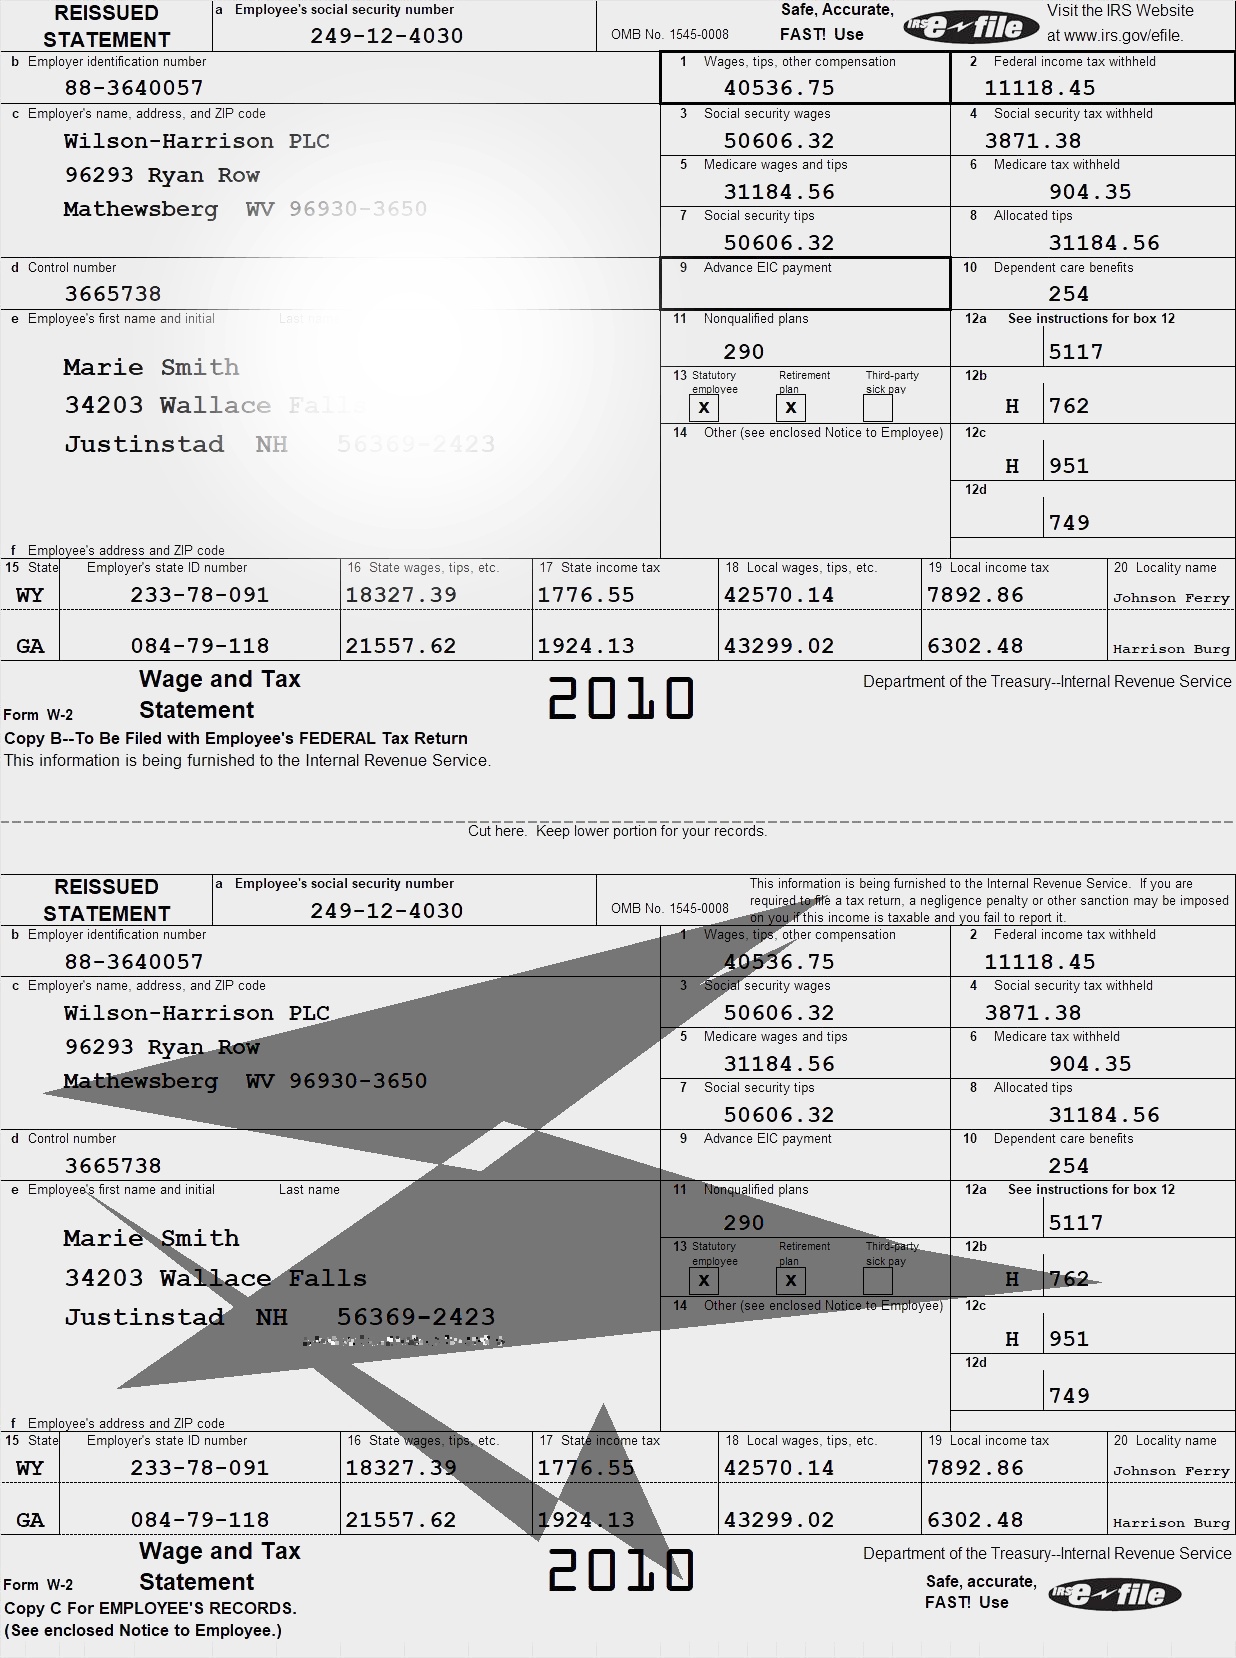 REISSUED STATEMENT
a Employee's social security number
249-12-4030
OMB No. 1545-0008
Safe, Accurate, FAST! Use
IRS e-file
Visit the IRS Website at www.irs.gov/efile.
b Employer identification number
88-3640057
1 Wages, tips, other compensation
40536.75
2 Federal income tax withheld
11118.45
c Employer's name, address, and ZIP code
Wilson-Harrison PLC
96293 Ryan Row
Mathewsberg WV 96930-3650
3 Social security wages
50606.32
4 Social security tax withheld
3871.38
5 Medicare wages and tips
31184.56
6 Medicare tax withheld
904.35
7 Social security tips
50606.32
8 Allocated tips
31184.56
d Control number
3665738
9 Advance EIC payment
10 Dependent care benefits
254
e Employee's first name and initial Last name
Marie Smith
34203 Wallace Falls
Justinstad NH 56369-2423
11 Nonqualified plans
290
12a See instructions for box 12
5117
13 Statutory employee
X
Retirement plan
X
Third-party sick pay
12b
H 762
14 Other (see enclosed Notice to Employee)
12c
H 951
12d
749
f Employee's address and ZIP code
15 State Employer's state ID number 16 State wages, tips, etc. 17 State income tax 18 Local wages, tips, etc. 19 Local income tax 20 Locality name
WY 233-78-091 18327.39 1776.55 42570.14 7892.86 Johnson Ferry
GA 084-79-118 21557.62 1924.13 43299.02 6302.48 Harrison Burg
Form W-2
Wage and Tax Statement
2010
Department of the Treasury--Internal Revenue Service
Copy B--To Be Filed with Employee's FEDERAL Tax Return
This information is being furnished to the Internal Revenue Service.
Cut here. Keep lower portion for your records.
REISSUED STATEMENT
a Employee's social security number
249-12-4030
OMB No. 1545-0008
This information is being furnished to the Internal Revenue Service. If you are
required to file a tax return, a negligence penalty or other sanction may be imposed
on you if this income is taxable and you fail to report it.
b Employer identification number
88-3640057
1 Wages, tips, other compensation
40536.75
2 Federal income tax withheld
11118.45
c Employer's name, address, and ZIP code
Wilson-Harrison PLC
96293 Ryan Row
Mathewsberg WV 96930-3650
3 Social security wages
50606.32
4 Social security tax withheld
3871.38
5 Medicare wages and tips
31184.56
6 Medicare tax withheld
904.35
7 Social security tips
50606.32
8 Allocated tips
31184.56
d Control number
3665738
9 Advance EIC payment
10 Dependent care benefits
254
e Employee's first name and initial Last name
Marie Smith
34203 Wallace Falls
Justinstad NH 56369-2423
11 Nonqualified plans
290
12a See instructions for box 12
5117
13 Statutory employee
X
Retirement plan
X
Third-party sick pay
12b
H 762
14 Other (see enclosed Notice to Employee)
12c
H 951
12d
749
f Employee's address and ZIP code
15 State Employer's state ID number 16 State wages, tips, etc. 17 State income tax 18 Local wages, tips, etc. 19 Local income tax 20 Locality name
WY 233-78-091 18327.39 1776.55 42570.14 7892.86 Johnson Ferry
GA 084-79-118 21557.62 1924.13 43299.02 6302.48 Harrison Burg
Form W-2
Wage and Tax Statement
2010
Department of the Treasury--Internal Revenue Service
Safe, accurate, FAST! Use
IRS e-file
Copy C For EMPLOYEE'S RECORDS.
(See enclosed Notice to Employee.)